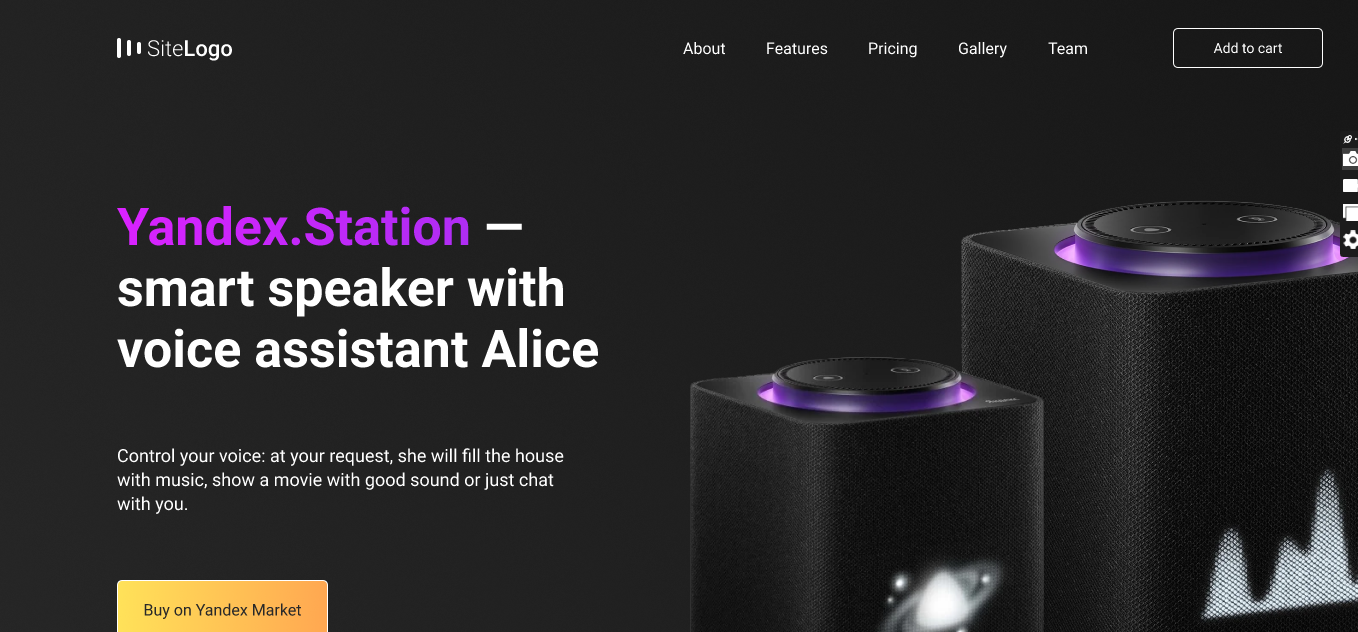 SiteLogo
About Features Pricing Gallery Team Add to cart
Yandex.Station —
smart speaker with
voice assistant Alice
Control your voice: at your request, she will fill the house
with music, show a movie with good sound or just chat
with you.
Buy on Yandex Market